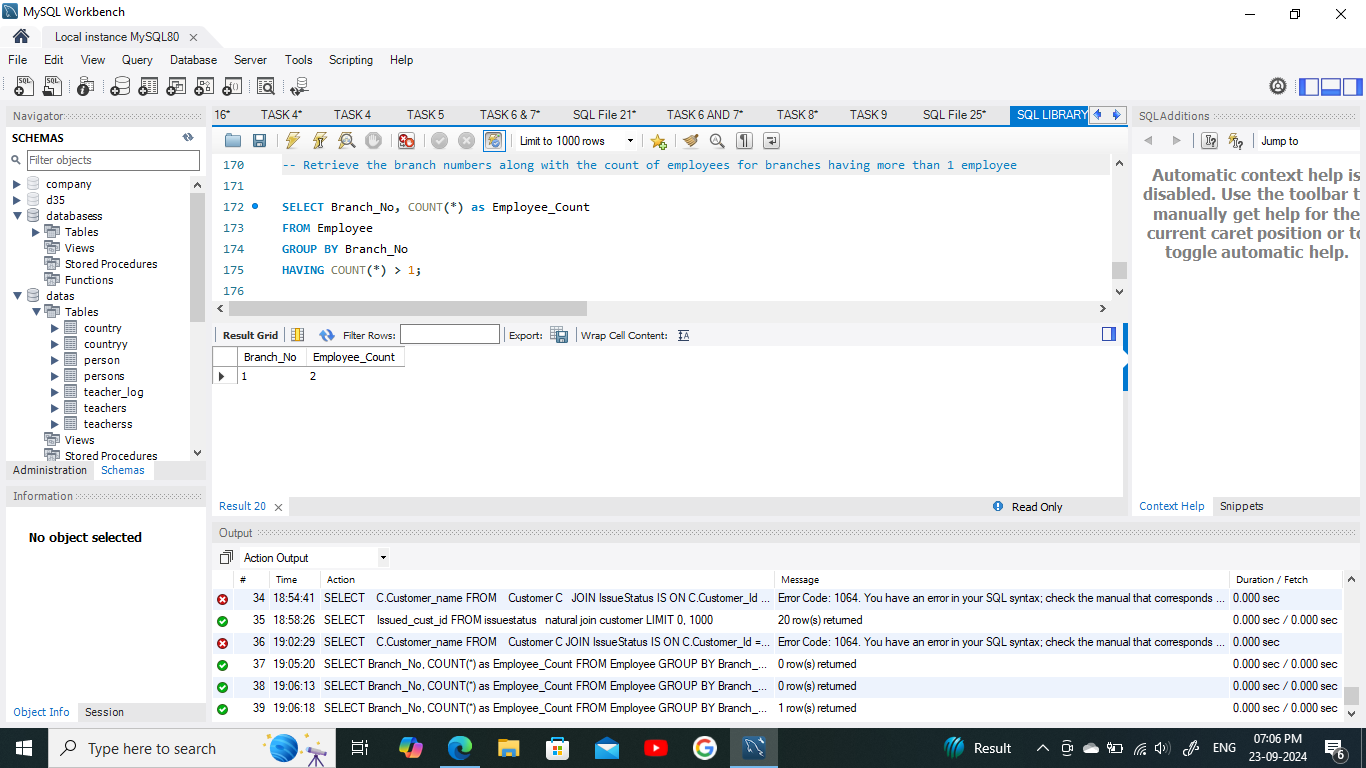 MySQL Workbench
Local instance MySQL80
File Edit View Query Database Server Tools Scripting Help
Navigator
SCHEMAS
Filter objects
company
d35
databasess
Tables
Views
Stored Procedures
Functions
datas
Tables
country
countryy
person
persons
teacher_log
teachers
teacherss
Views
Stored Procedures
Administration Schemas
Information
No object selected
Object Info Session
16* TASK 4* TASK 4 TASK 5 TASK 6 & 7* SQL File 21* TASK 6 AND 7* TASK 8* TASK 9 SQL File 25* SQL LIBRARY
Limit to 1000 rows
170 -- Retrieve the branch numbers along with the count of employees for branches having more than 1 employee
171
172 SELECT Branch_No, COUNT(*) as Employee_Count
173 FROM Employee
174 GROUP BY Branch_No
175 HAVING COUNT(*) > 1;
176
Result Grid Filter Rows: Export: Wrap Cell Content:
Branch_No Employee_Count
1 2
Result 20 Read Only
SQLAdditions
Jump to
Automatic context help is
disabled. Use the toolbar t
manually get help for the
current caret position or to
toggle automatic help.
Context Help Snippets
Output
Action Output
# Time Action Message Duration / Fetch
34 18:54:41 SELECT C.Customer_name FROM Customer C JOIN IssueStatus IS ON C.Customer_Id ... Error Code: 1064. You have an error in your SQL syntax; check the manual that corresponds ... 0.000 sec
35 18:58:26 SELECT Issued_cust_id FROM issuestatus natural join customer LIMIT 0, 1000 20 row(s) returned 0.000 sec / 0.000 sec
36 19:02:29 SELECT C.Customer_name FROM Customer C JOIN IssueStatus IS ON C.Customer_Id =... Error Code: 1064. You have an error in your SQL syntax; check the manual that corresponds ... 0.000 sec
37 19:05:20 SELECT Branch_No, COUNT(*) as Employee_Count FROM Employee GROUP BY Branch_... 0 row(s) returned 0.000 sec / 0.000 sec
38 19:06:13 SELECT Branch_No, COUNT(*) as Employee_Count FROM Employee GROUP BY Branch_... 0 row(s) returned 0.000 sec / 0.000 sec
39 19:06:18 SELECT Branch_No, COUNT(*) as Employee_Count FROM Employee GROUP BY Branch_... 1 row(s) returned 0.000 sec / 0.000 sec
Type here to search
Result
ENG
07:06 PM
23-09-2024
6